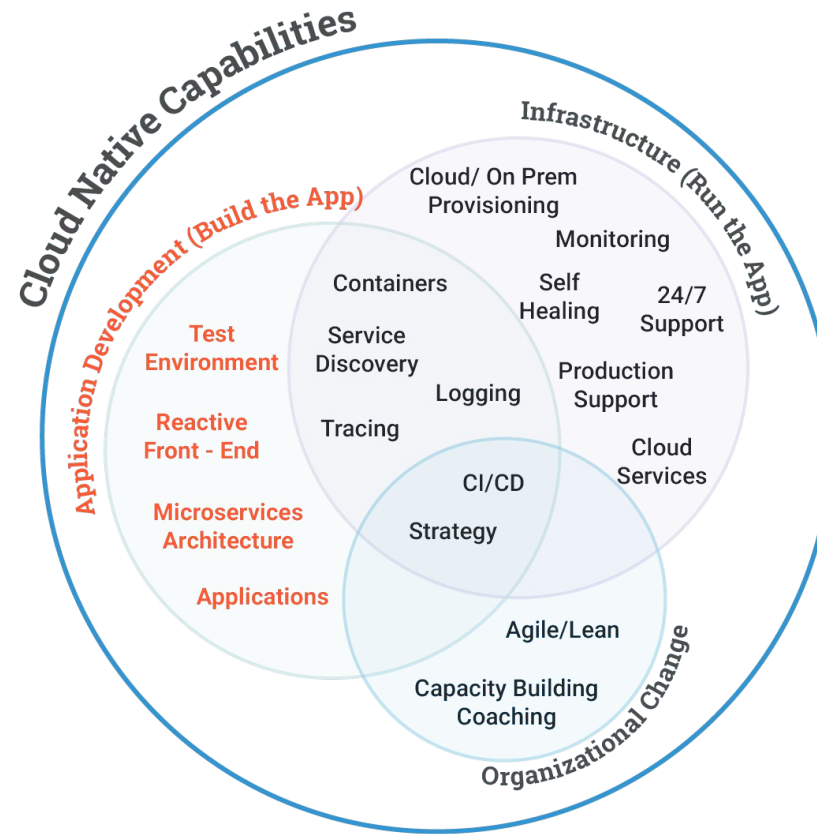 Cloud Native Capabilities
Infrastructure (Run the App)
Application Development (Build the App)
Cloud/ On Prem
Provisioning
Monitoring
Containers
Self
Healing
24/7
Support
Test
Environment
Service
Discovery
Production
Support
Logging
Reactive
Front - End
Tracing
Cloud
Services
CI/CD
Microservices
Architecture
Strategy
Applications
Agile/Lean
Capacity Building
Coaching
Organizational Change